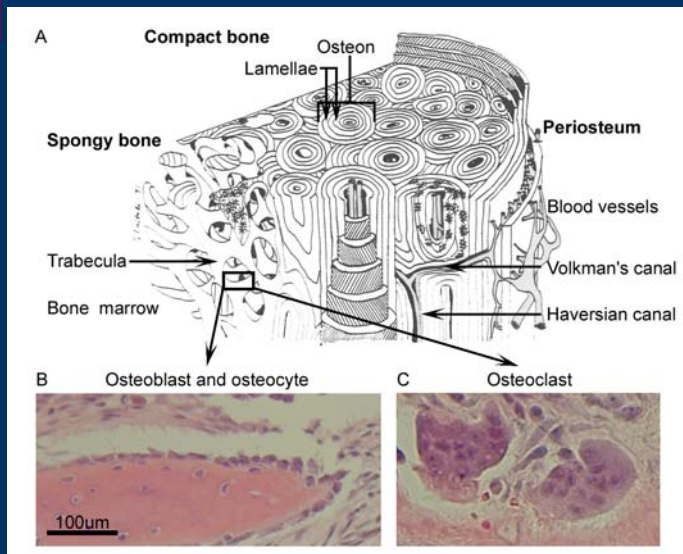 A
Compact bone
Osteon
Lamellae
Spongy bone
Periosteum
Blood vessels
Trabecula
Volkman's canal
Bone marrow
Haversian canal
B
Osteoblast and osteocyte
C
Osteoclast
100um